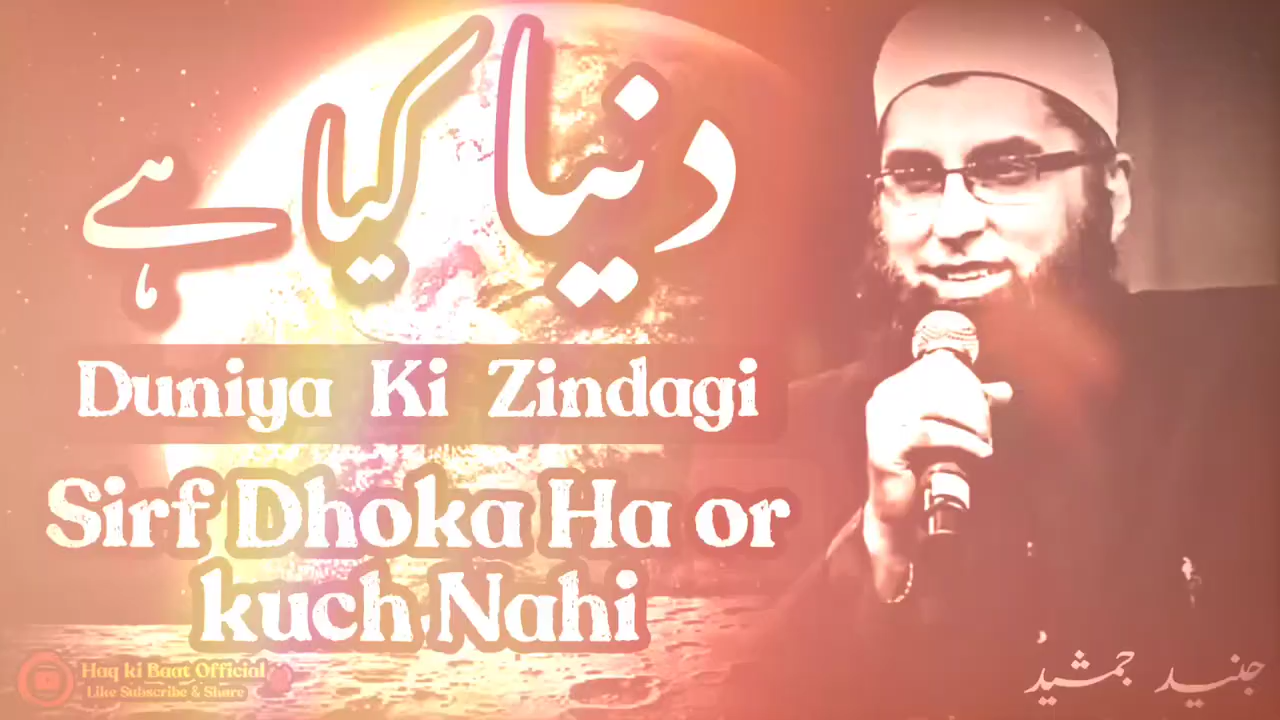 دنیا کیا ہے
Duniya Ki Zindagi
Sirf Dhoka Ha or
kuch Nahi
Haq ki Baat Official
Like Subscribe & Share
جنید جمشید